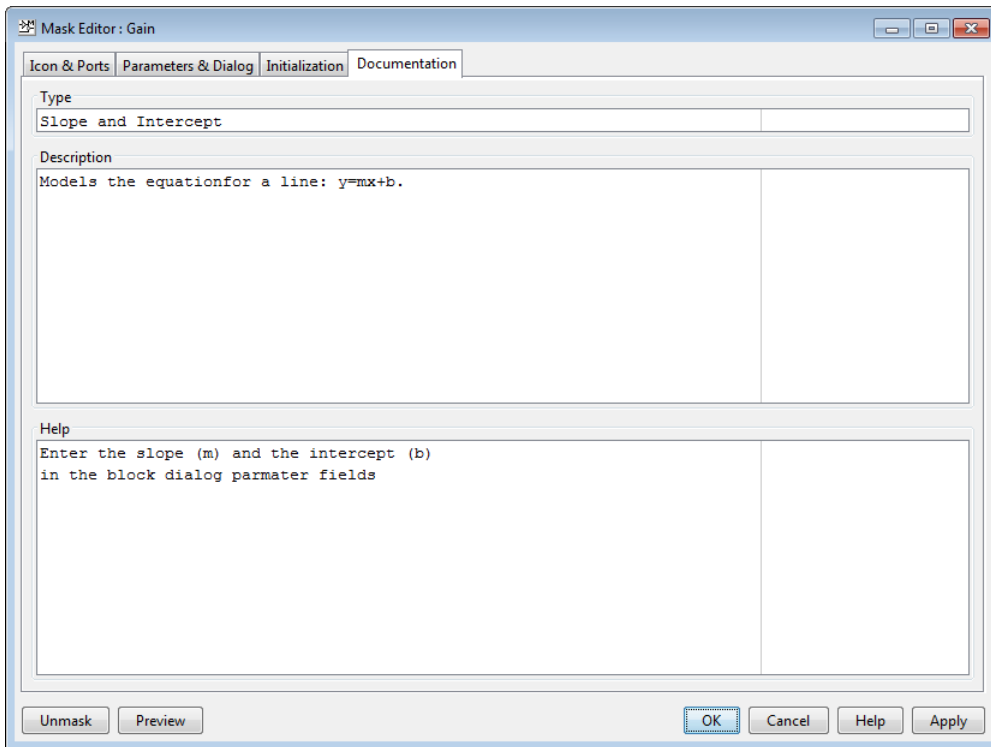 Mask Editor : Gain
Icon & Ports Parameters & Dialog Initialization Documentation
Type
Slope and Intercept
Description
Models the equationfor a line: y=mx+b.
Help
Enter the slope (m) and the intercept (b)
in the block dialog parmater fields
Unmask Preview OK Cancel Help Apply